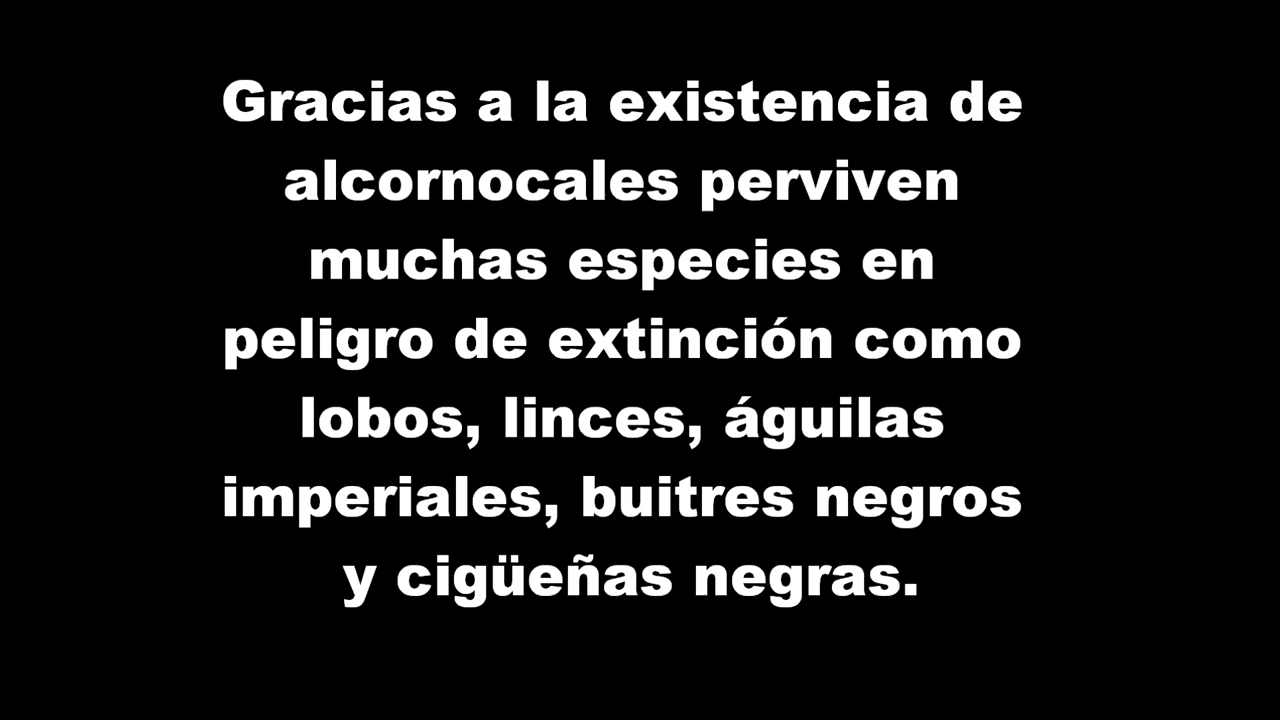 Gracias a la existencia de
alcornocales perviven
muchas especies en
peligro de extinción como
lobos, linces, águilas
imperiales, buitres negros
y cigüeñas negras.